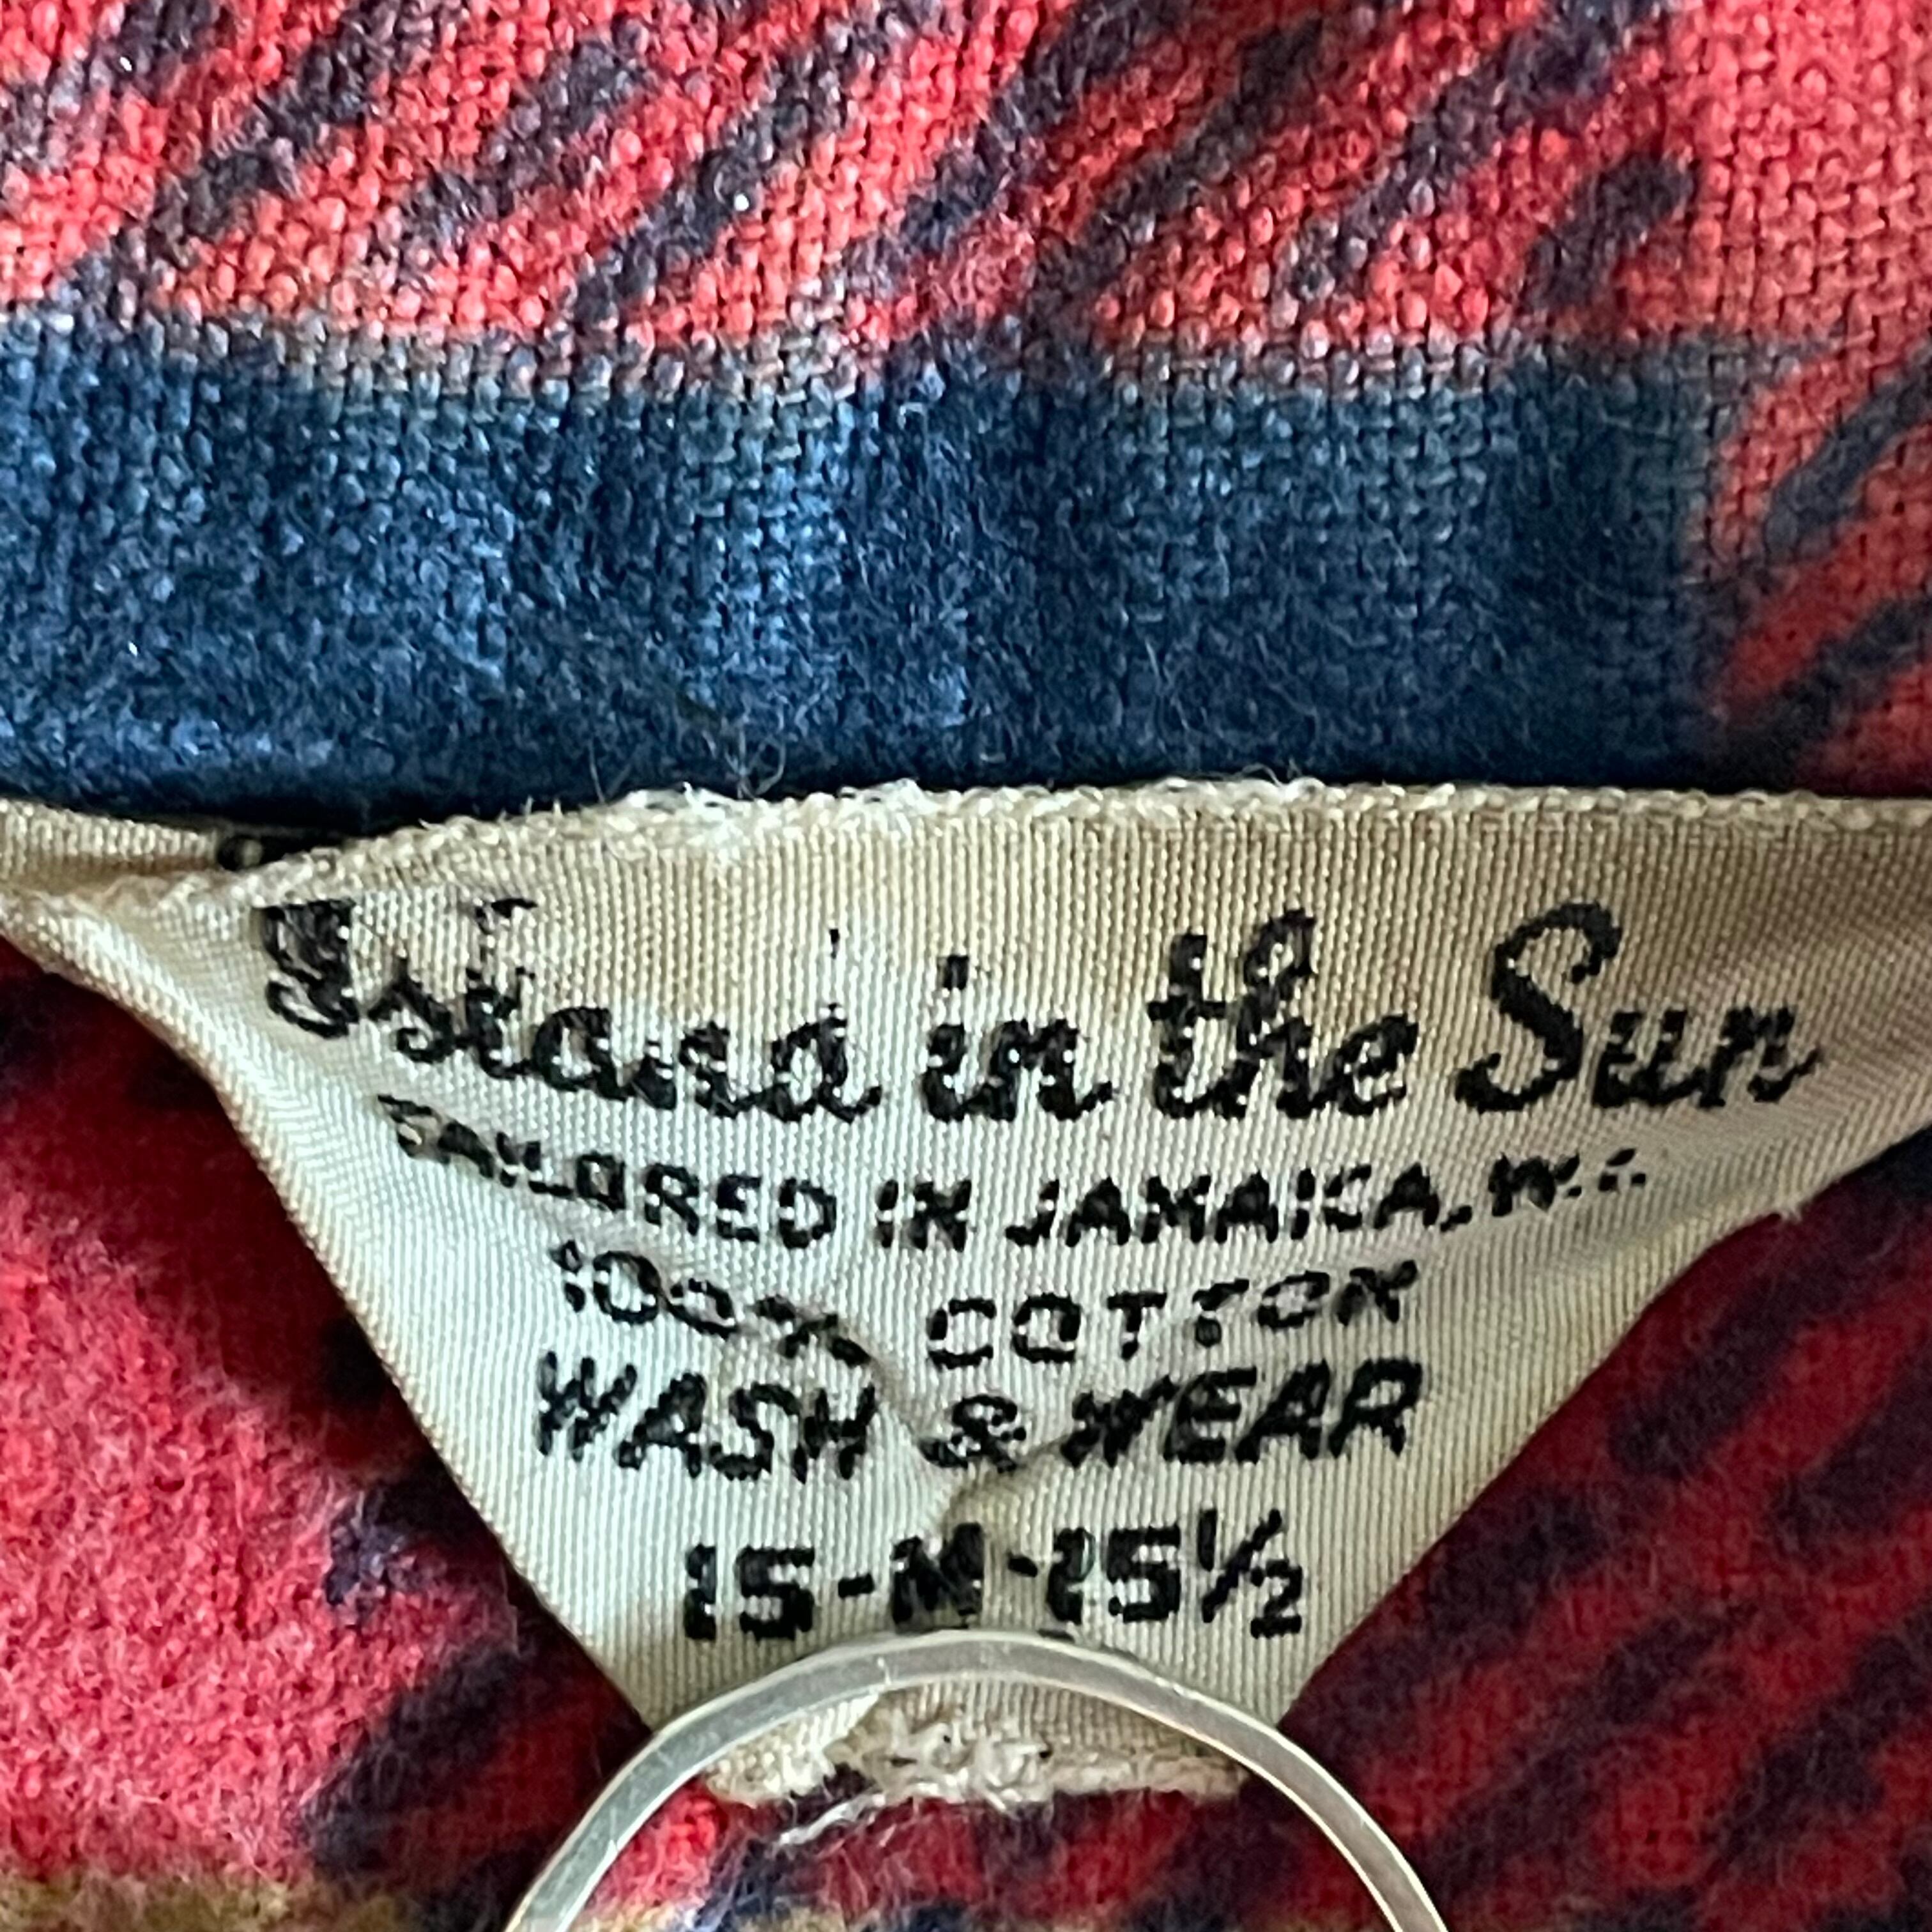 Island in the Sun
TAILORED IN JAMAICA, W.I.
100% COTTON
WASH & WEAR
15-M-15½